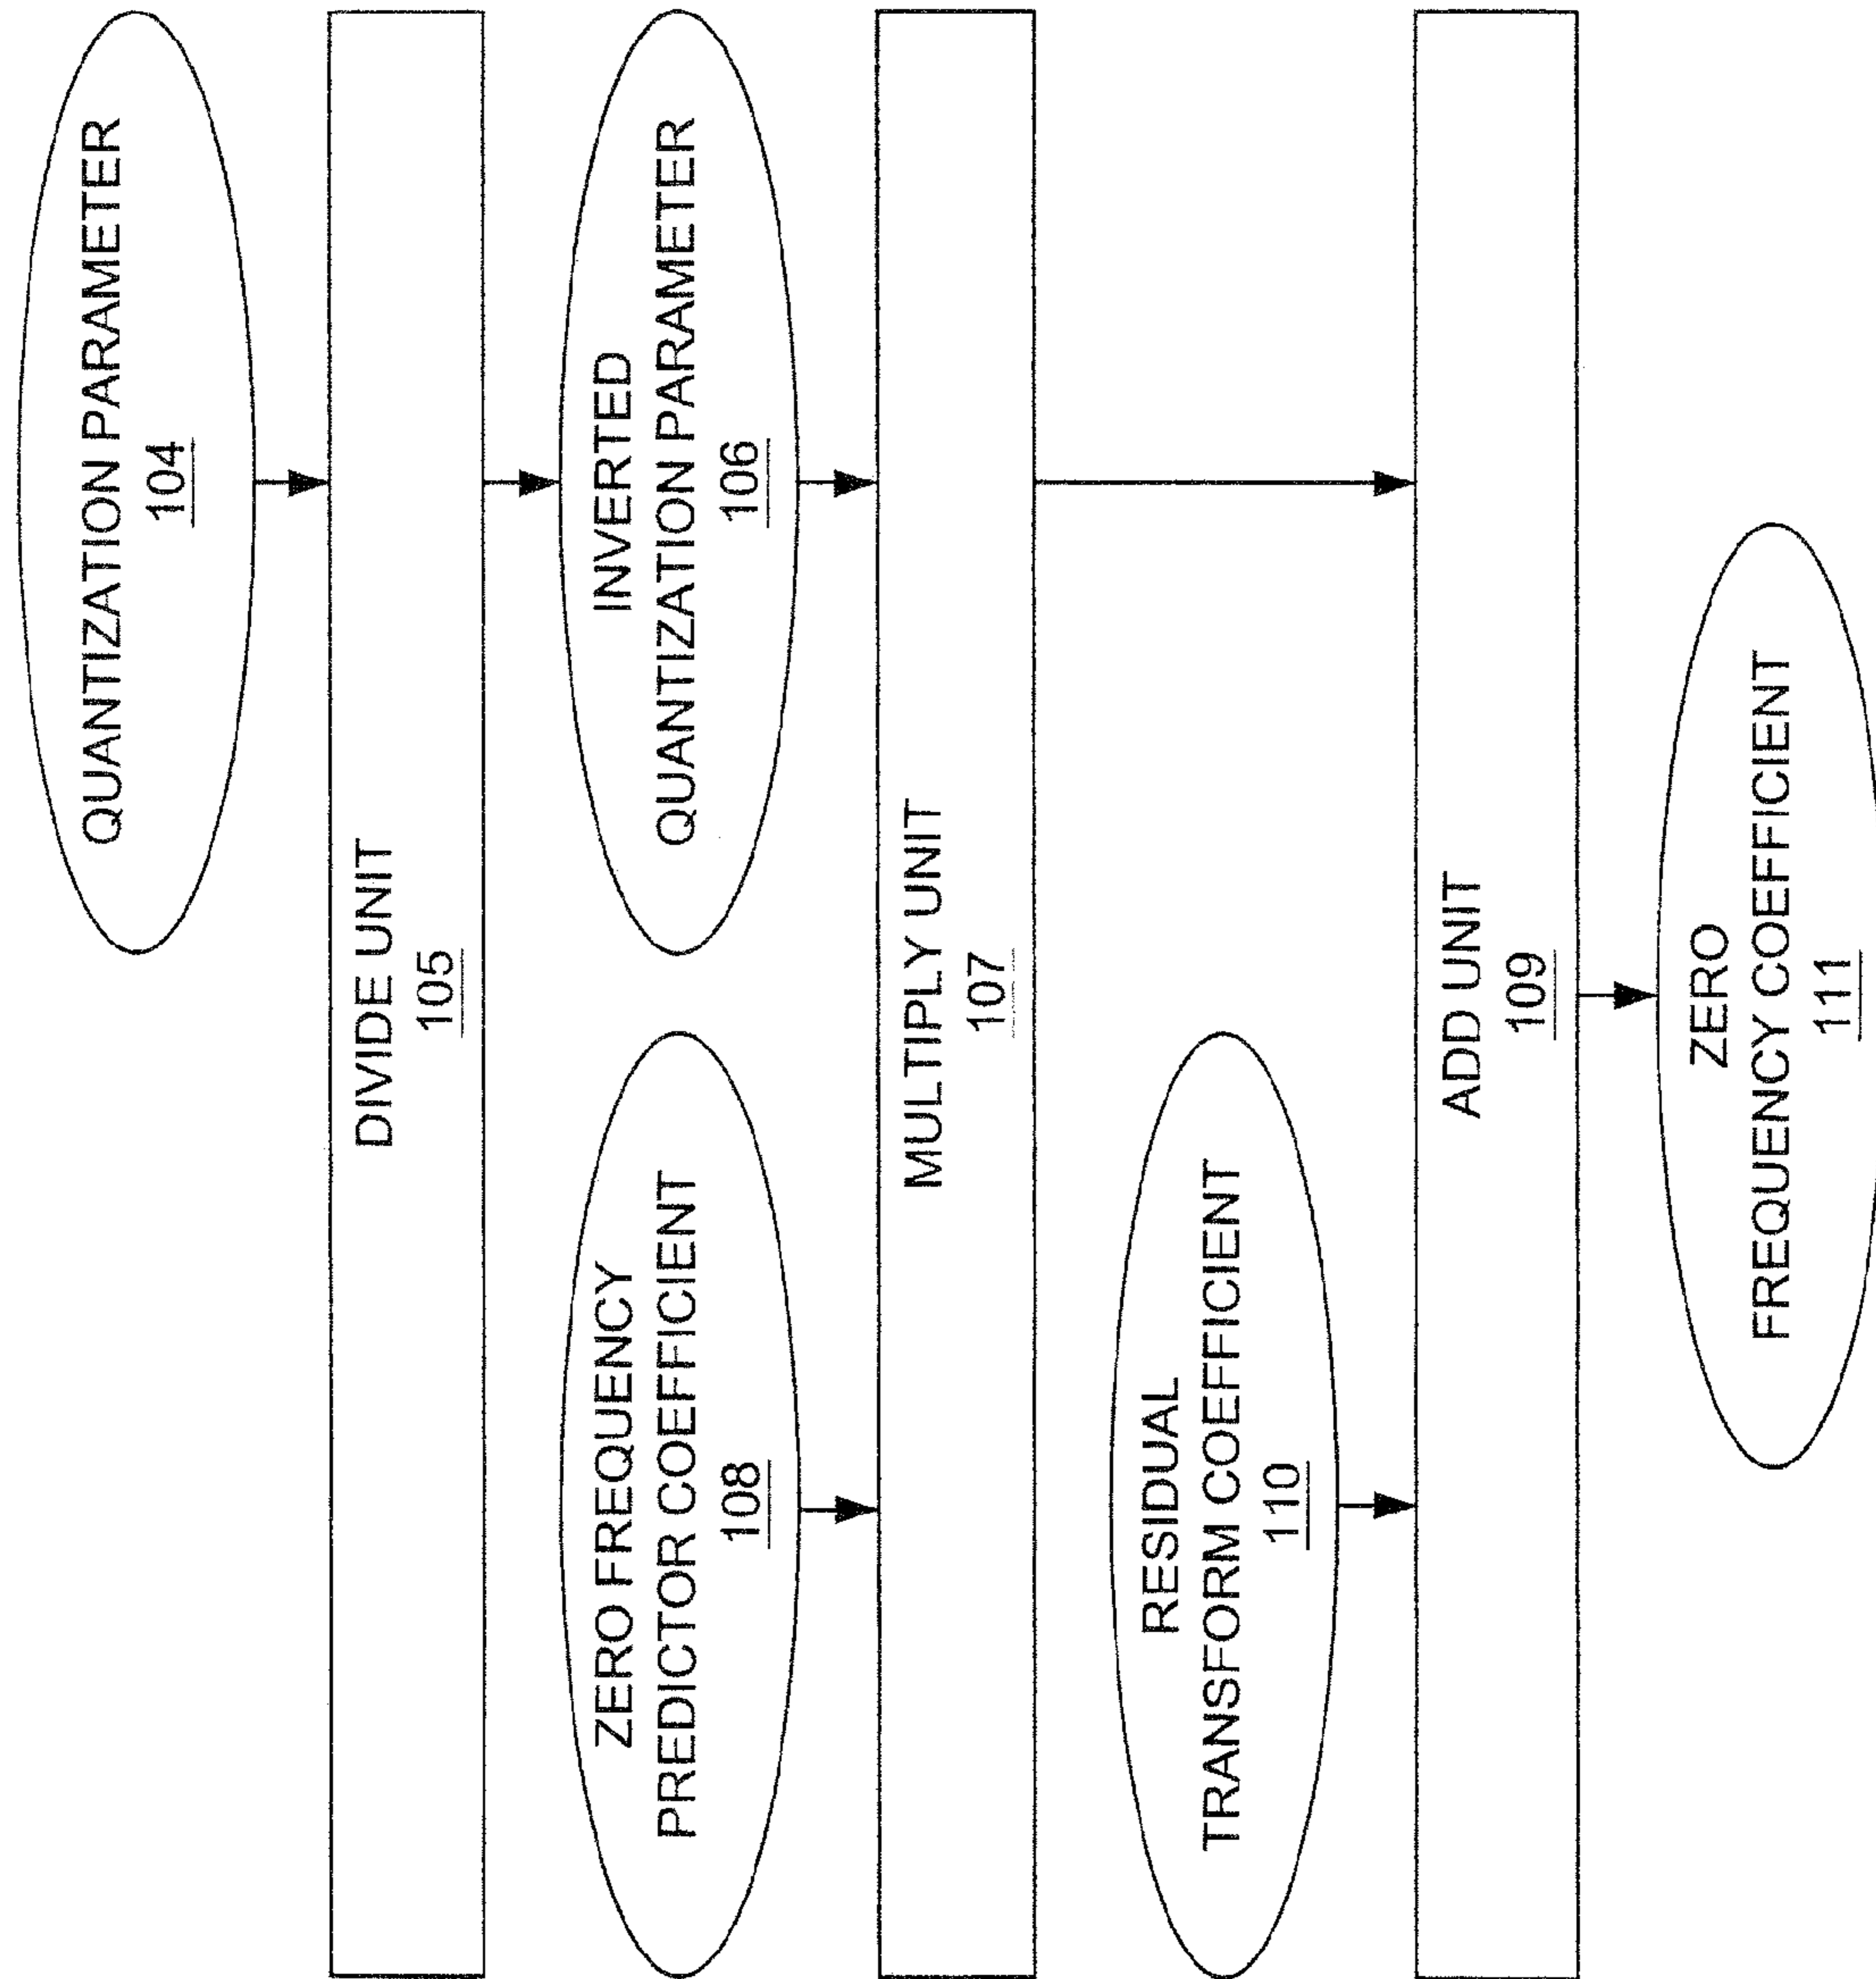 QUANTIZATION PARAMETER
104
DIVIDE UNIT
105
INVERTED
QUANTIZATION PARAMETER
106
ZERO FREQUENCY
PREDICTOR COEFFICIENT
108
MULTIPLY UNIT
107
RESIDUAL
TRANSFORM COEFFICIENT
110
ADD UNIT
109
ZERO
FREQUENCY COEFFICIENT
111